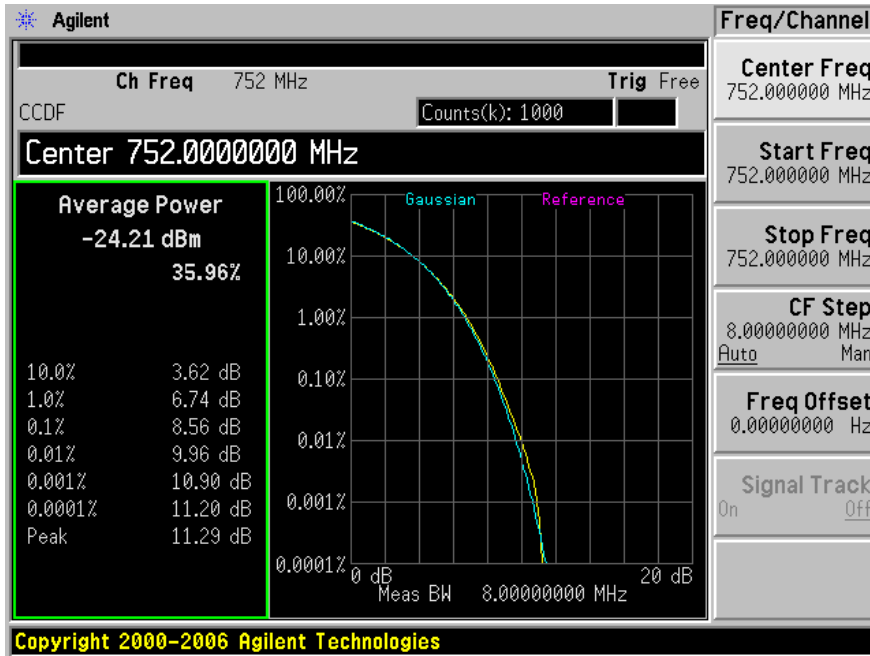 Agilent
Freq/Channel
Ch Freq 752 MHz Trig Free
CCDF Counts(k): 1000
Center 752.0000000 MHz
Average Power
-24.21 dBm
35.96%
10.0% 3.62 dB
1.0% 6.74 dB
0.1% 8.56 dB
0.01% 9.96 dB
0.001% 10.90 dB
0.0001% 11.20 dB
Peak 11.29 dB
Gaussian Reference
100.00%
10.00%
1.00%
0.10%
0.01%
0.001%
0.0001%
0 dB 20 dB
Meas BW 8.00000000 MHz
Center Freq
752.000000 MHz
Start Freq
752.000000 MHz
Stop Freq
752.000000 MHz
CF Step
8.00000000 MHz
Auto Man
Freq Offset
0.00000000 Hz
Signal Track
On Off
Copyright 2000-2006 Agilent Technologies